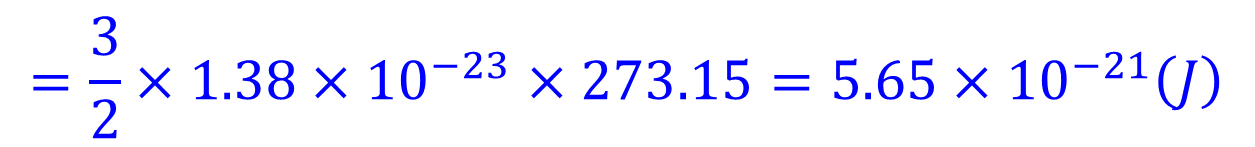 = 3/2 × 1.38 × 10⁻²³ × 273.15 = 5.65 × 10⁻²¹(J)